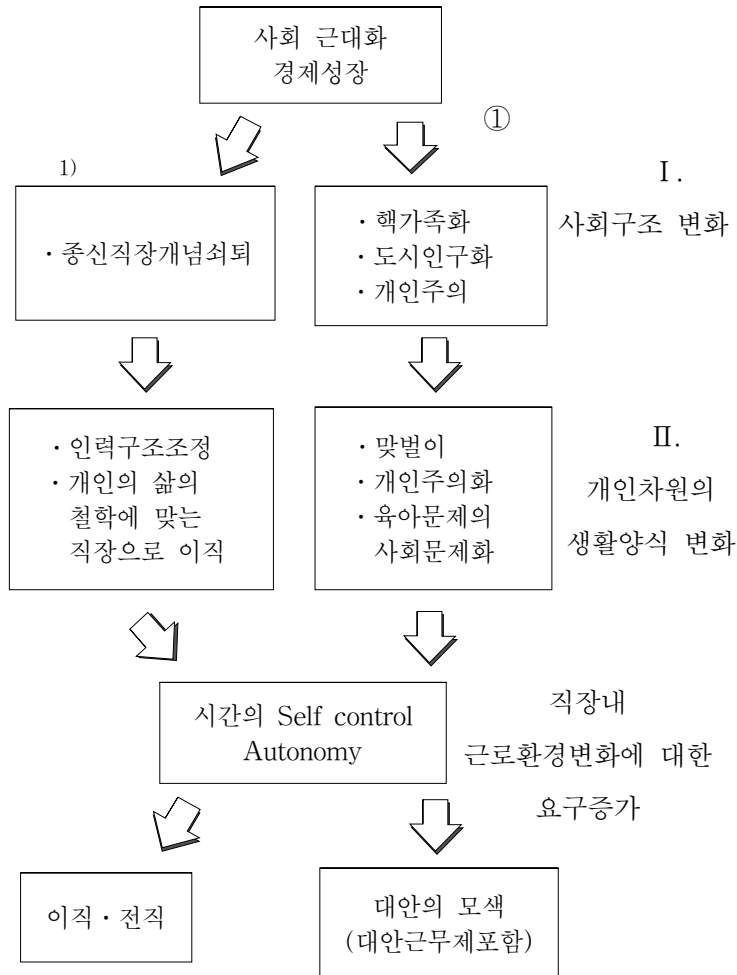 사회 근대화
경제성장
①
1)
Ⅰ.
· 종신직장개념쇠퇴
· 핵가족화
· 도시인구화
· 개인주의
사회구조 변화
· 인력구조조정
· 개인의 삶의
철학에 맞는
직장으로 이직
· 맞벌이
· 개인주의화
· 육아문제의
사회문제화
Ⅱ.
개인차원의
생활양식 변화
시간의 Self control
Autonomy
직장내
근로환경변화에 대한
요구증가
이직 · 전직
대안의 모색
(대안근무제포함)